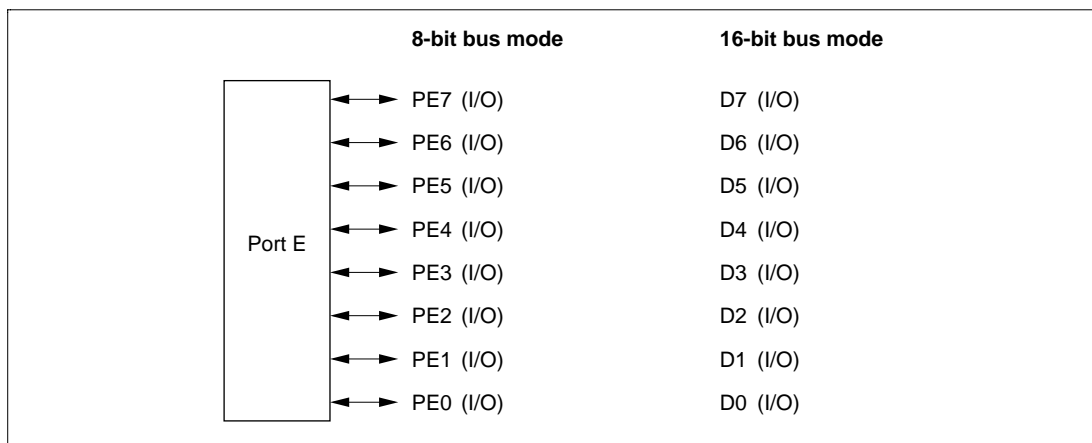 8-bit bus mode 16-bit bus mode
PE7 (I/O) D7 (I/O)
PE6 (I/O) D6 (I/O)
PE5 (I/O) D5 (I/O)
PE4 (I/O) D4 (I/O)
Port E
PE3 (I/O) D3 (I/O)
PE2 (I/O) D2 (I/O)
PE1 (I/O) D1 (I/O)
PE0 (I/O) D0 (I/O)